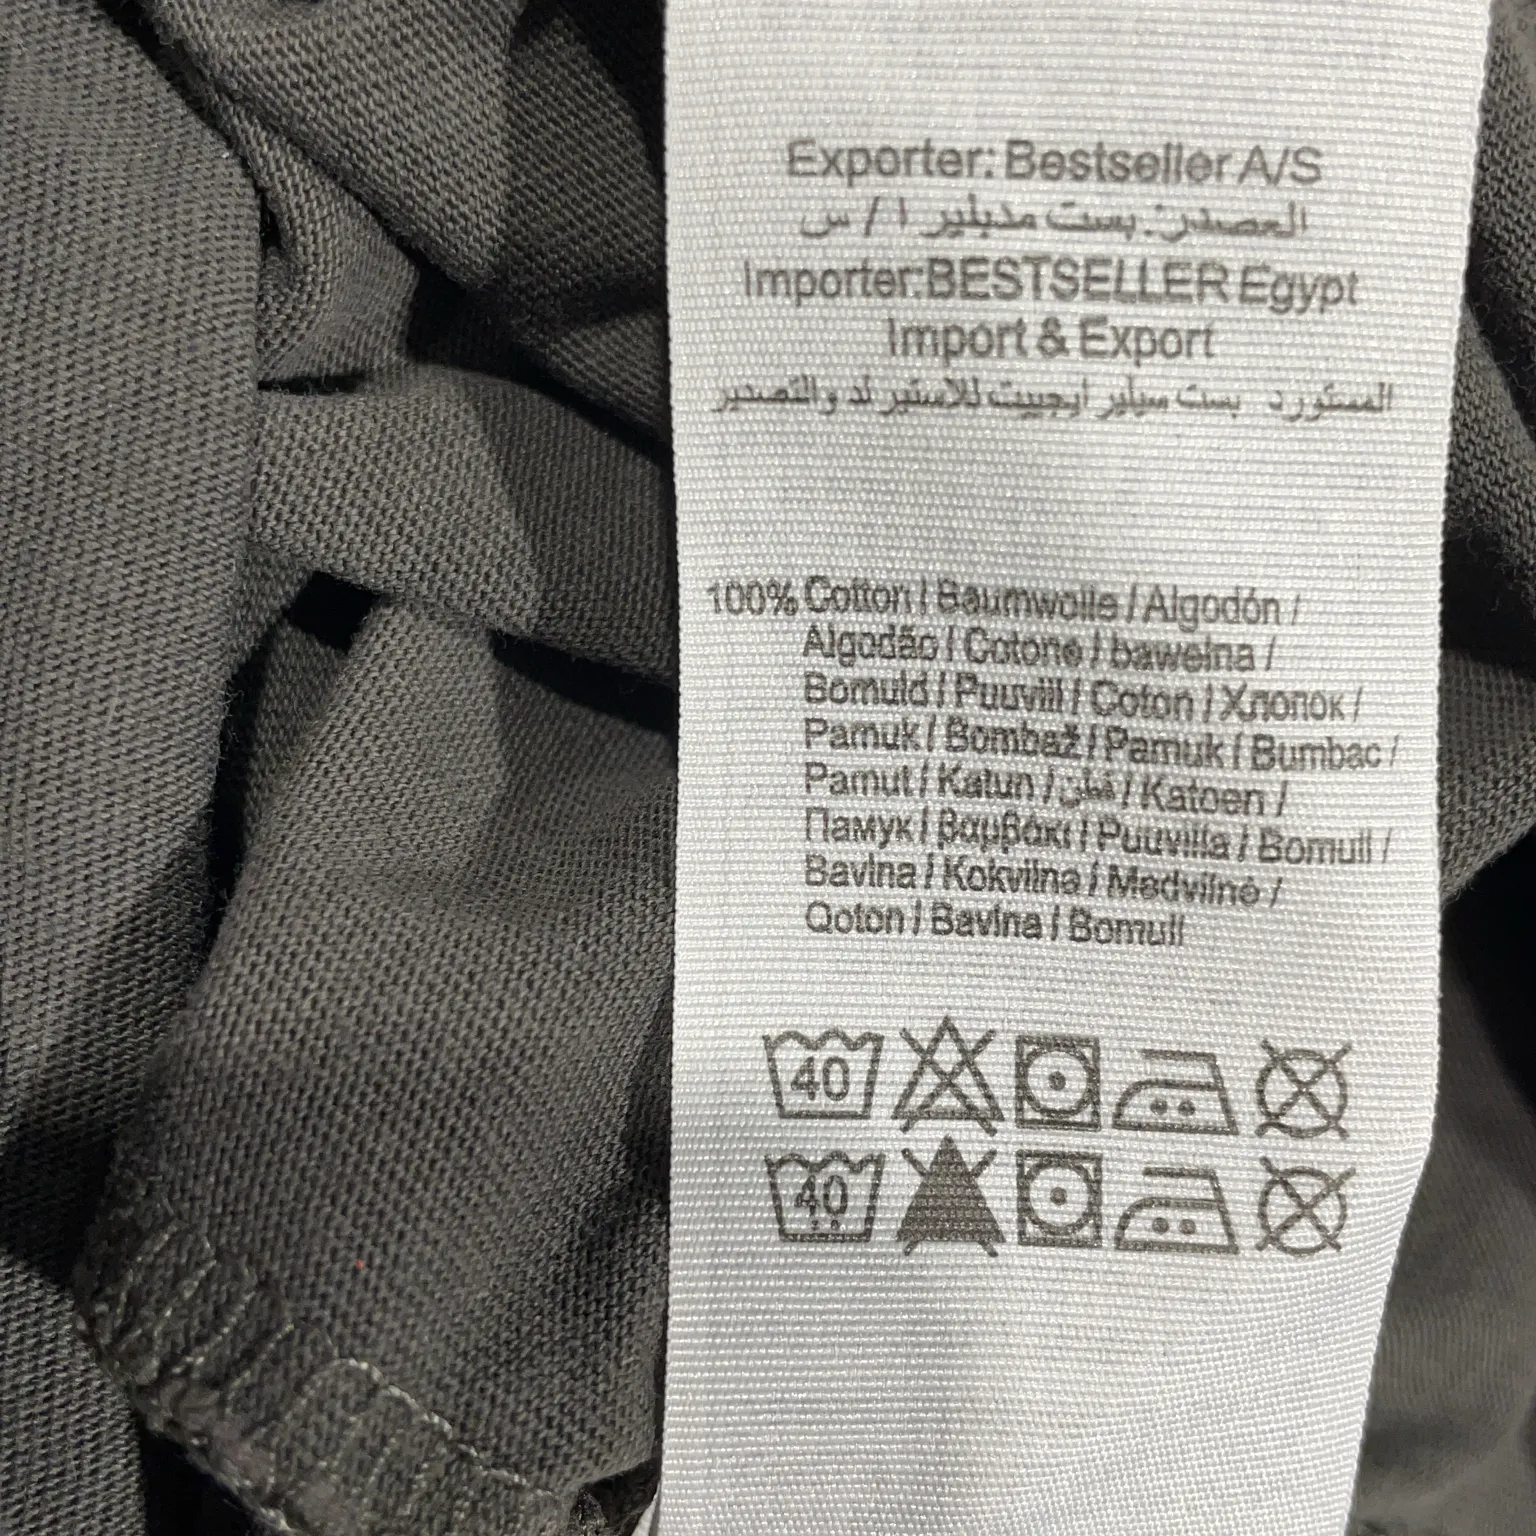 Exporter: Bestseller A/S
المصدر: بست سيلير ا / س
Importer:BESTSELLER Egypt
Import & Export
المستورد بست سيلير ايجيبت للاستيراد والتصدير
100% Cotton / Baumwolle / Algodón /
Algodão / Cotone / bawełna /
Bomuld / Puuvill / Coton / Хлопок /
Pamuk / Bombaž / Pamuk / Bumbac /
Pamut / Katun / قطن / Katoen /
Памук / βαμβάκι / Puuvilla / Bomull /
Bavlna / Kokvilna / Medvilnė /
Qoton / Bavlna / Bomull
40
40